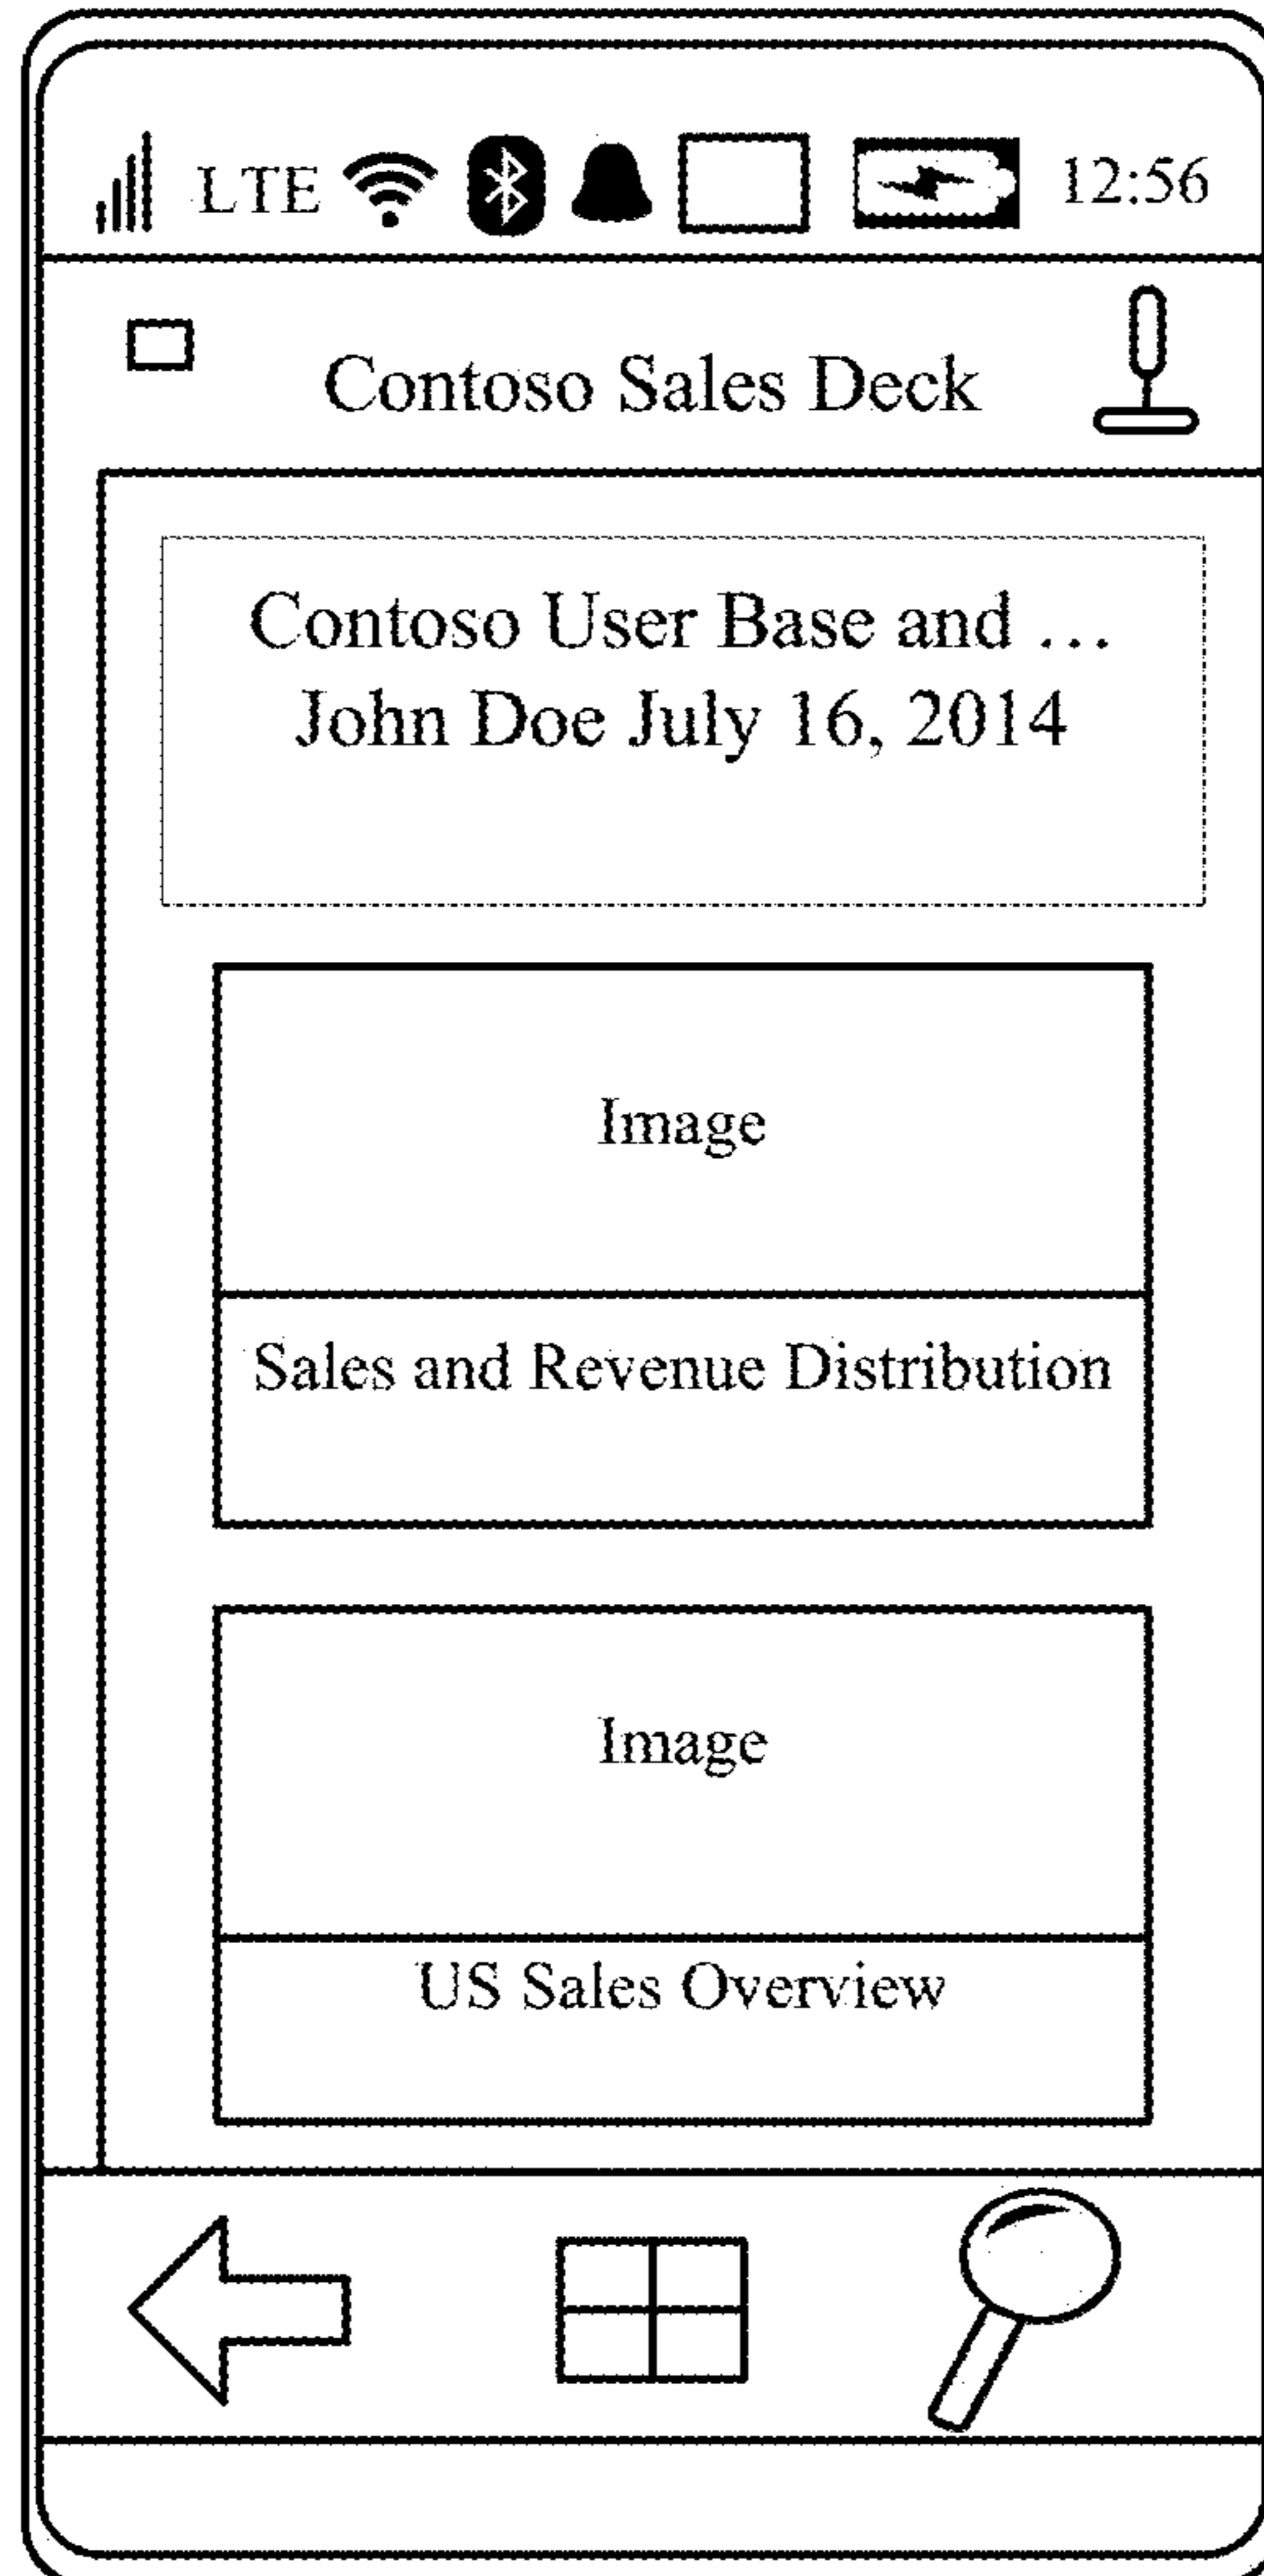 LTE 12:56
Contoso Sales Deck
Contoso User Base and ...
John Doe July 16, 2014
Image
Sales and Revenue Distribution
Image
US Sales Overview